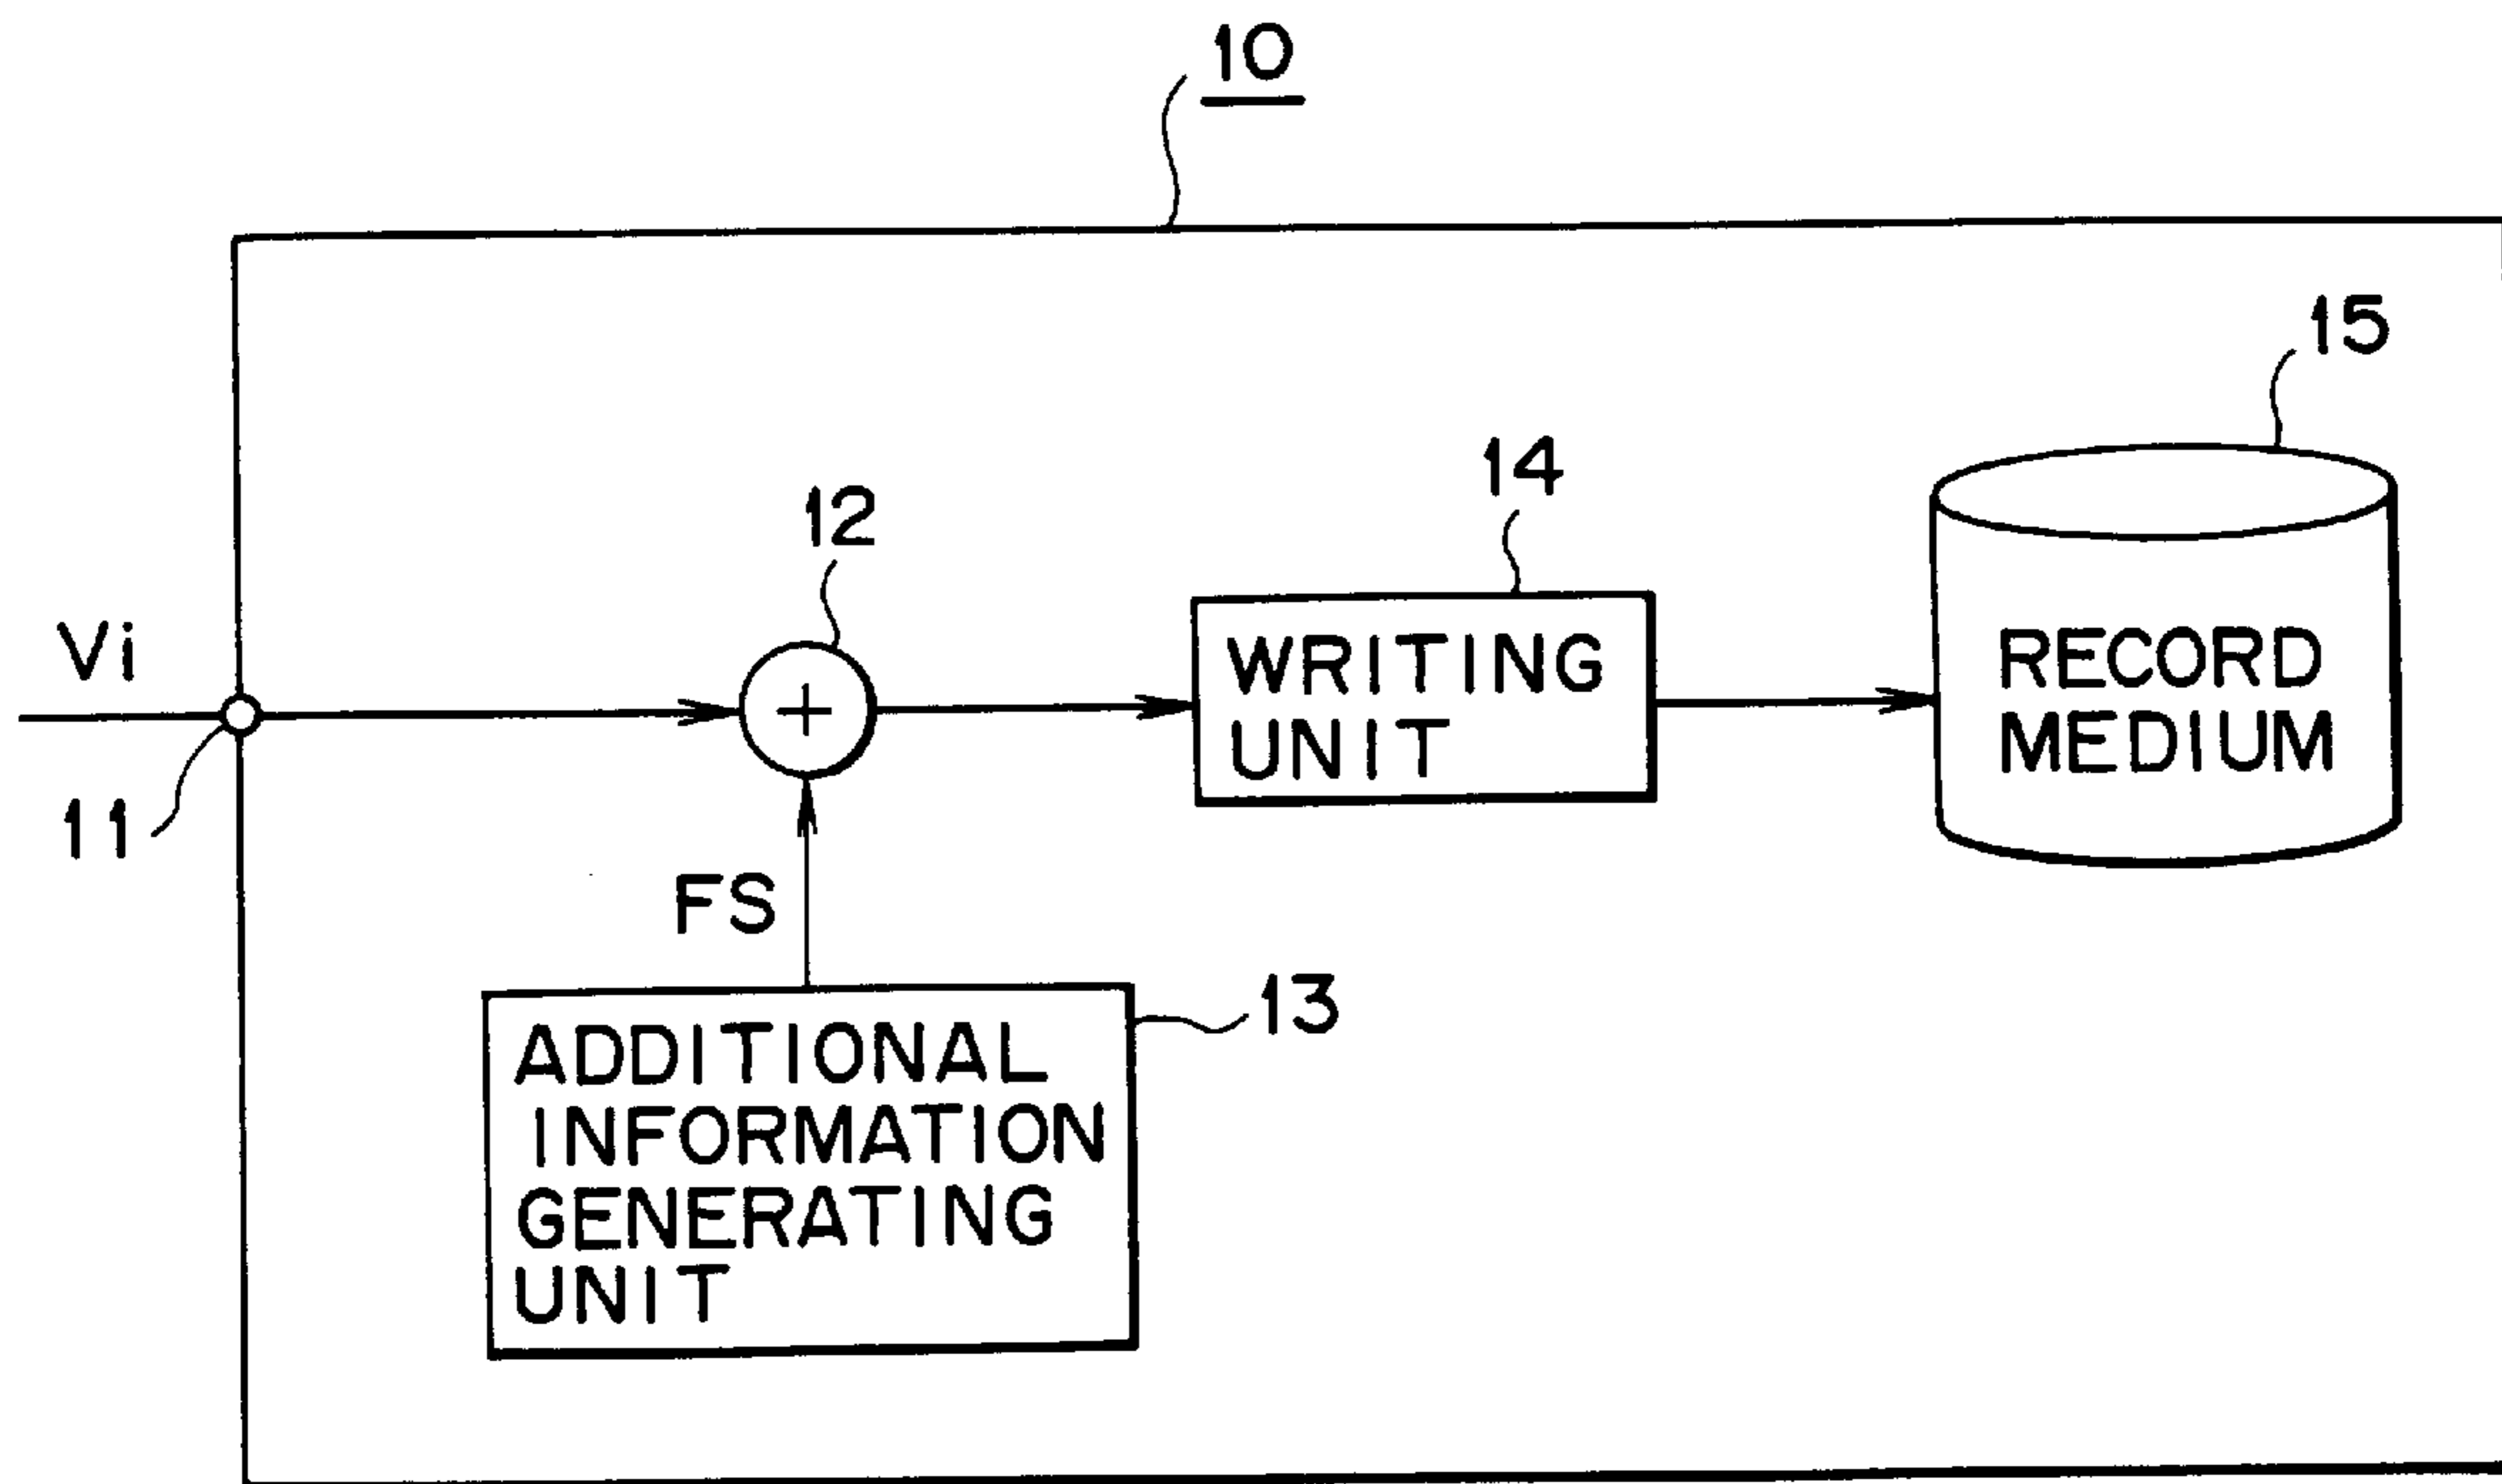 10
15
14
12
Vi
WRITING
UNIT
RECORD
MEDIUM
11
FS
13
ADDITIONAL
INFORMATION
GENERATING
UNIT